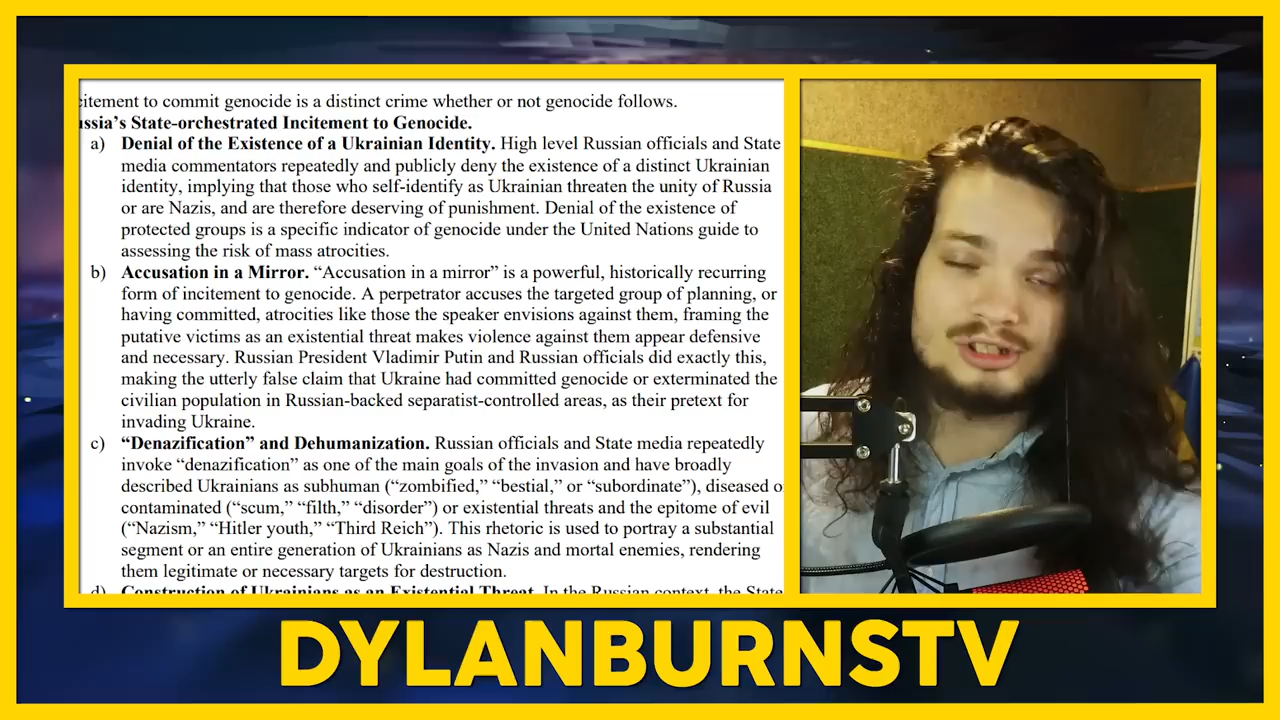 citement to commit genocide is a distinct crime whether or not genocide follows.
ssia's State-orchestrated Incitement to Genocide.
a) Denial of the Existence of a Ukrainian Identity. High level Russian officials and State
media commentators repeatedly and publicly deny the existence of a distinct Ukrainian
identity, implying that those who self-identify as Ukrainian threaten the unity of Russia
or are Nazis, and are therefore deserving of punishment. Denial of the existence of
protected groups is a specific indicator of genocide under the United Nations guide to
assessing the risk of mass atrocities.
b) Accusation in a Mirror. “Accusation in a mirror” is a powerful, historically recurring
form of incitement to genocide. A perpetrator accuses the targeted group of planning, or
having committed, atrocities like those the speaker envisions against them, framing the
putative victims as an existential threat makes violence against them appear defensive
and necessary. Russian President Vladimir Putin and Russian officials did exactly this,
making the utterly false claim that Ukraine had committed genocide or exterminated the
civilian population in Russian-backed separatist-controlled areas, as their pretext for
invading Ukraine.
c) “Denazification” and Dehumanization. Russian officials and State media repeatedly
invoke “denazification” as one of the main goals of the invasion and have broadly
described Ukrainians as subhuman (“zombified,” “bestial,” or “subordinate”), diseased o
contaminated (“scum,” “filth,” “disorder”) or existential threats and the epitome of evil
(“Nazism,” “Hitler youth,” “Third Reich”). This rhetoric is used to portray a substantial
segment or an entire generation of Ukrainians as Nazis and mortal enemies, rendering
them legitimate or necessary targets for destruction.
d) Construction of Ukrainians as an Existential Threat. In the Russian context, the State
DYLANBURNSTV